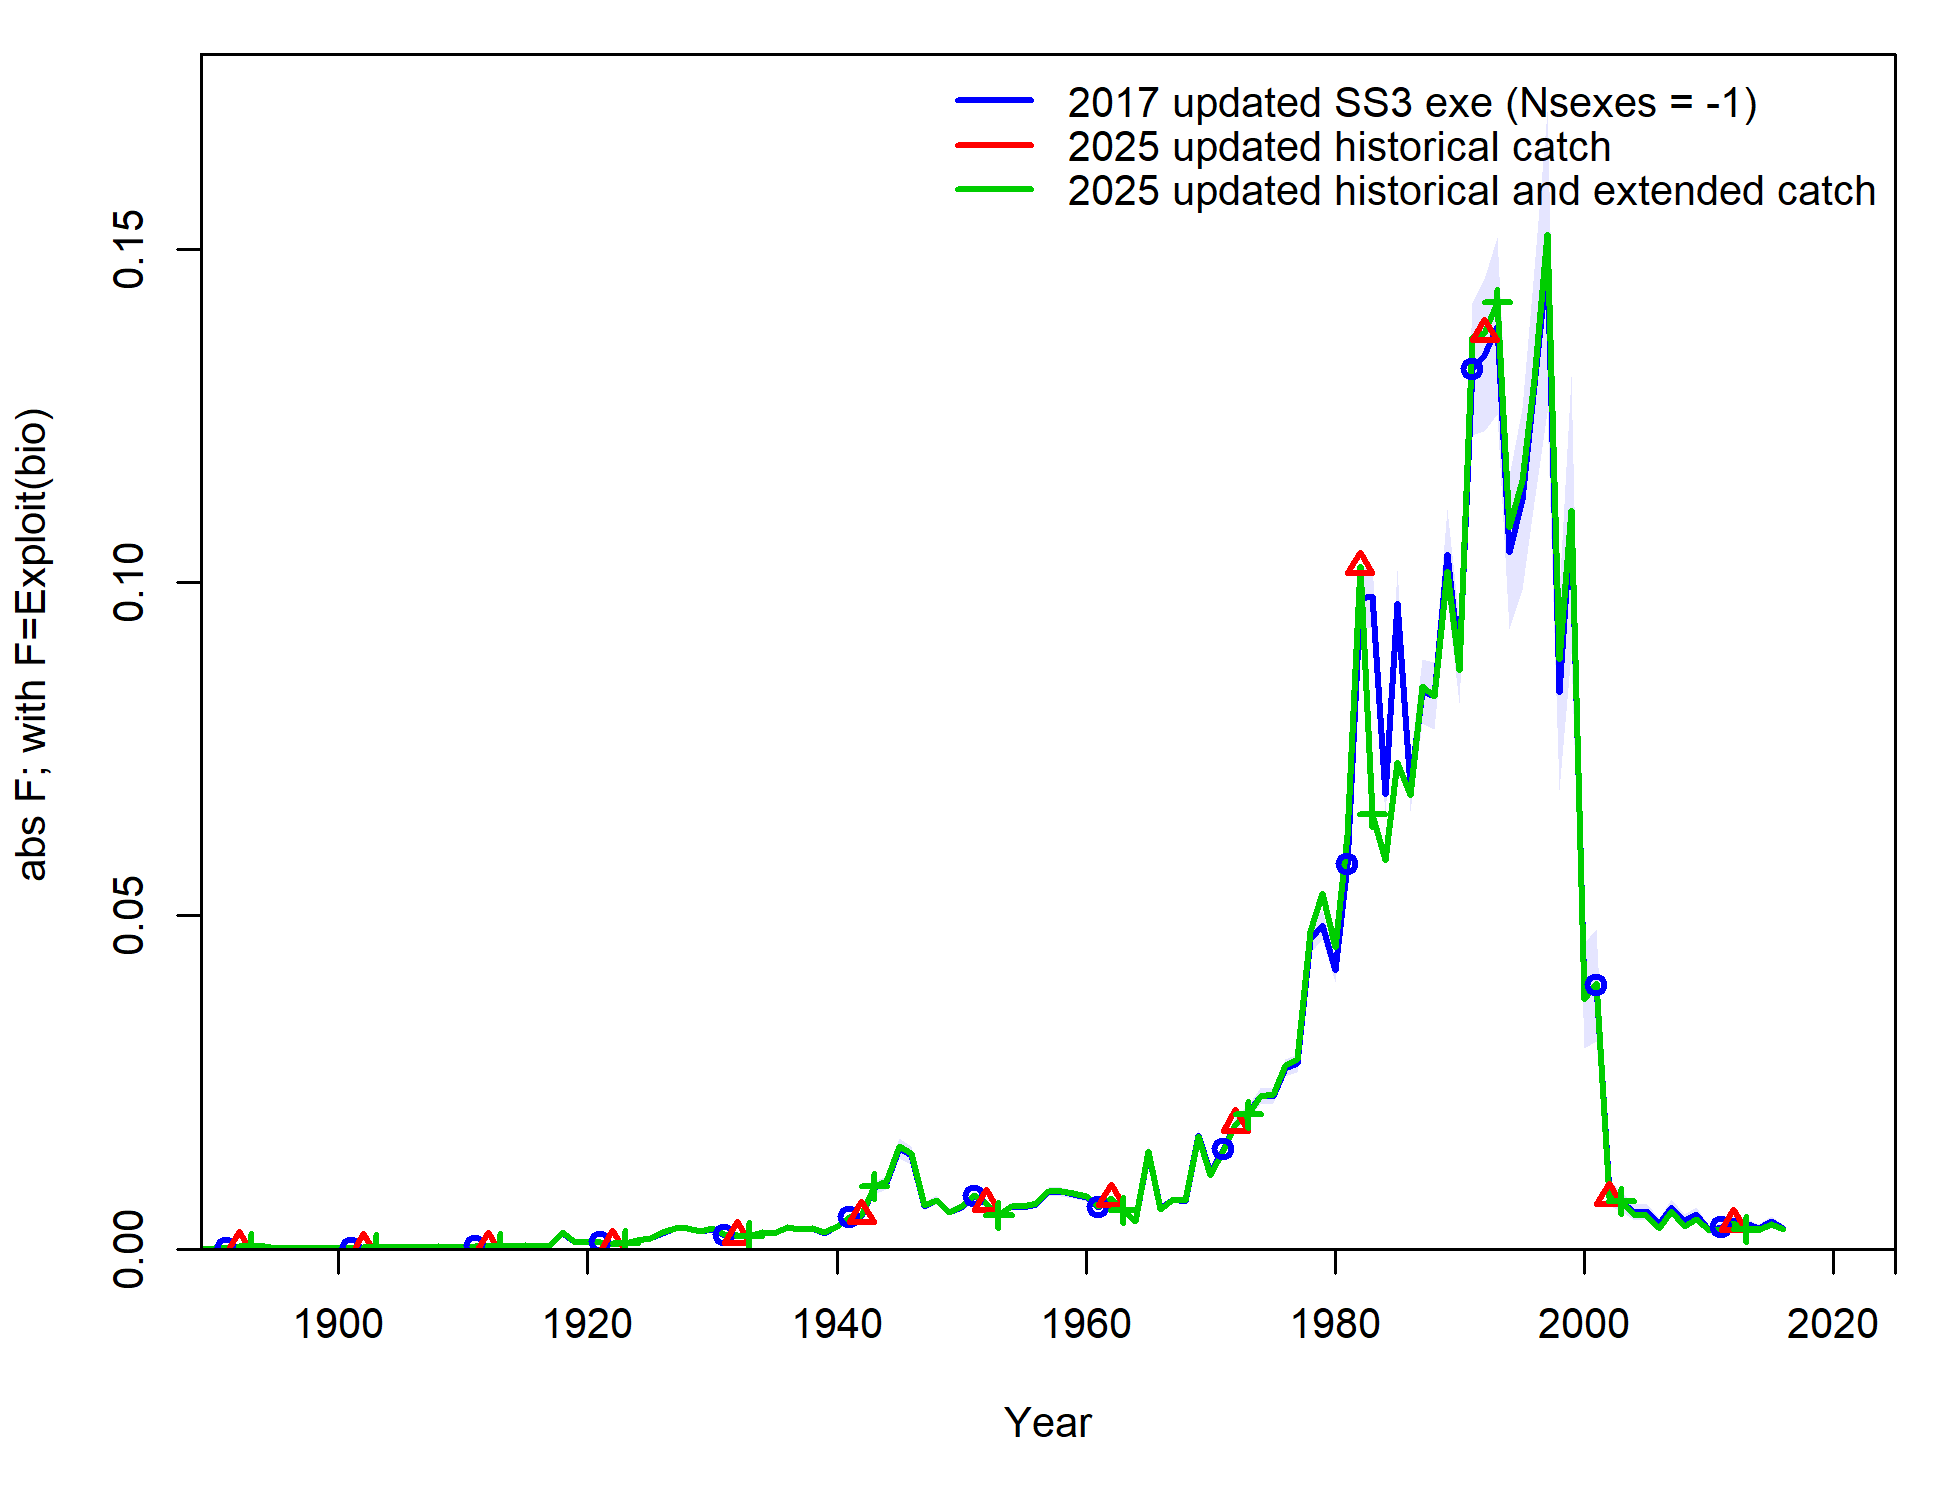 2017 updated SS3 exe (Nsexes = -1)
2025 updated historical catch
2025 updated historical and extended catch
abs F; with F=Exploit(bio)
0.15
0.10
0.05
0.00
1900 1920 1940 1960 1980 2000 2020
Year